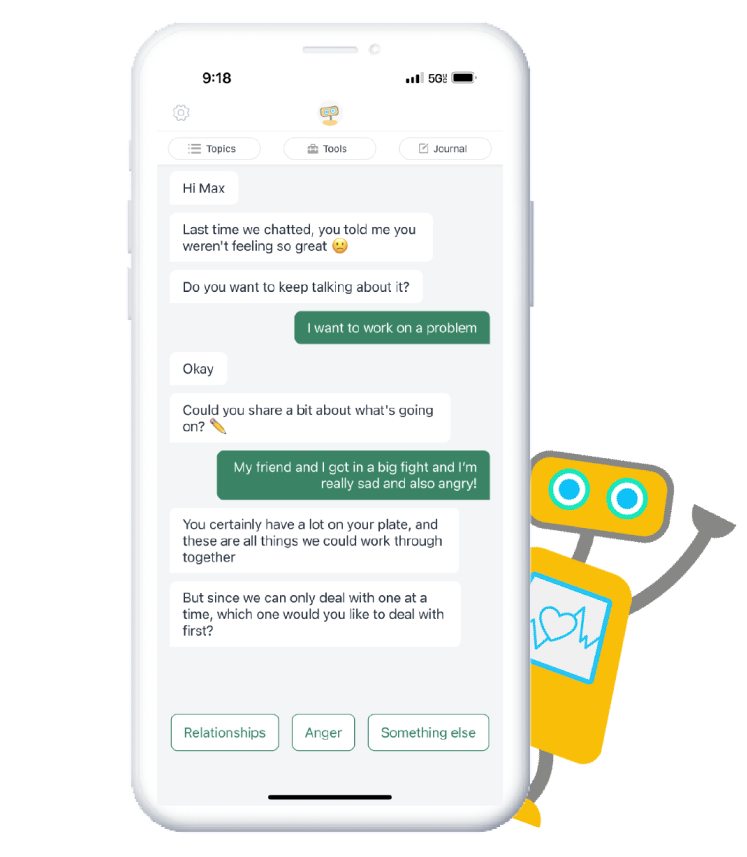 9:18
5G
Topics
Tools
Journal
Hi Max
Last time we chatted, you told me you
weren't feeling so great 🙁
Do you want to keep talking about it?
I want to work on a problem
Okay
Could you share a bit about what's going
on? ✏️
My friend and I got in a big fight and I'm
really sad and also angry!
You certainly have a lot on your plate, and
these are all things we could work through
together
But since we can only deal with one at a
time, which one would you like to deal with
first?
Relationships
Anger
Something else